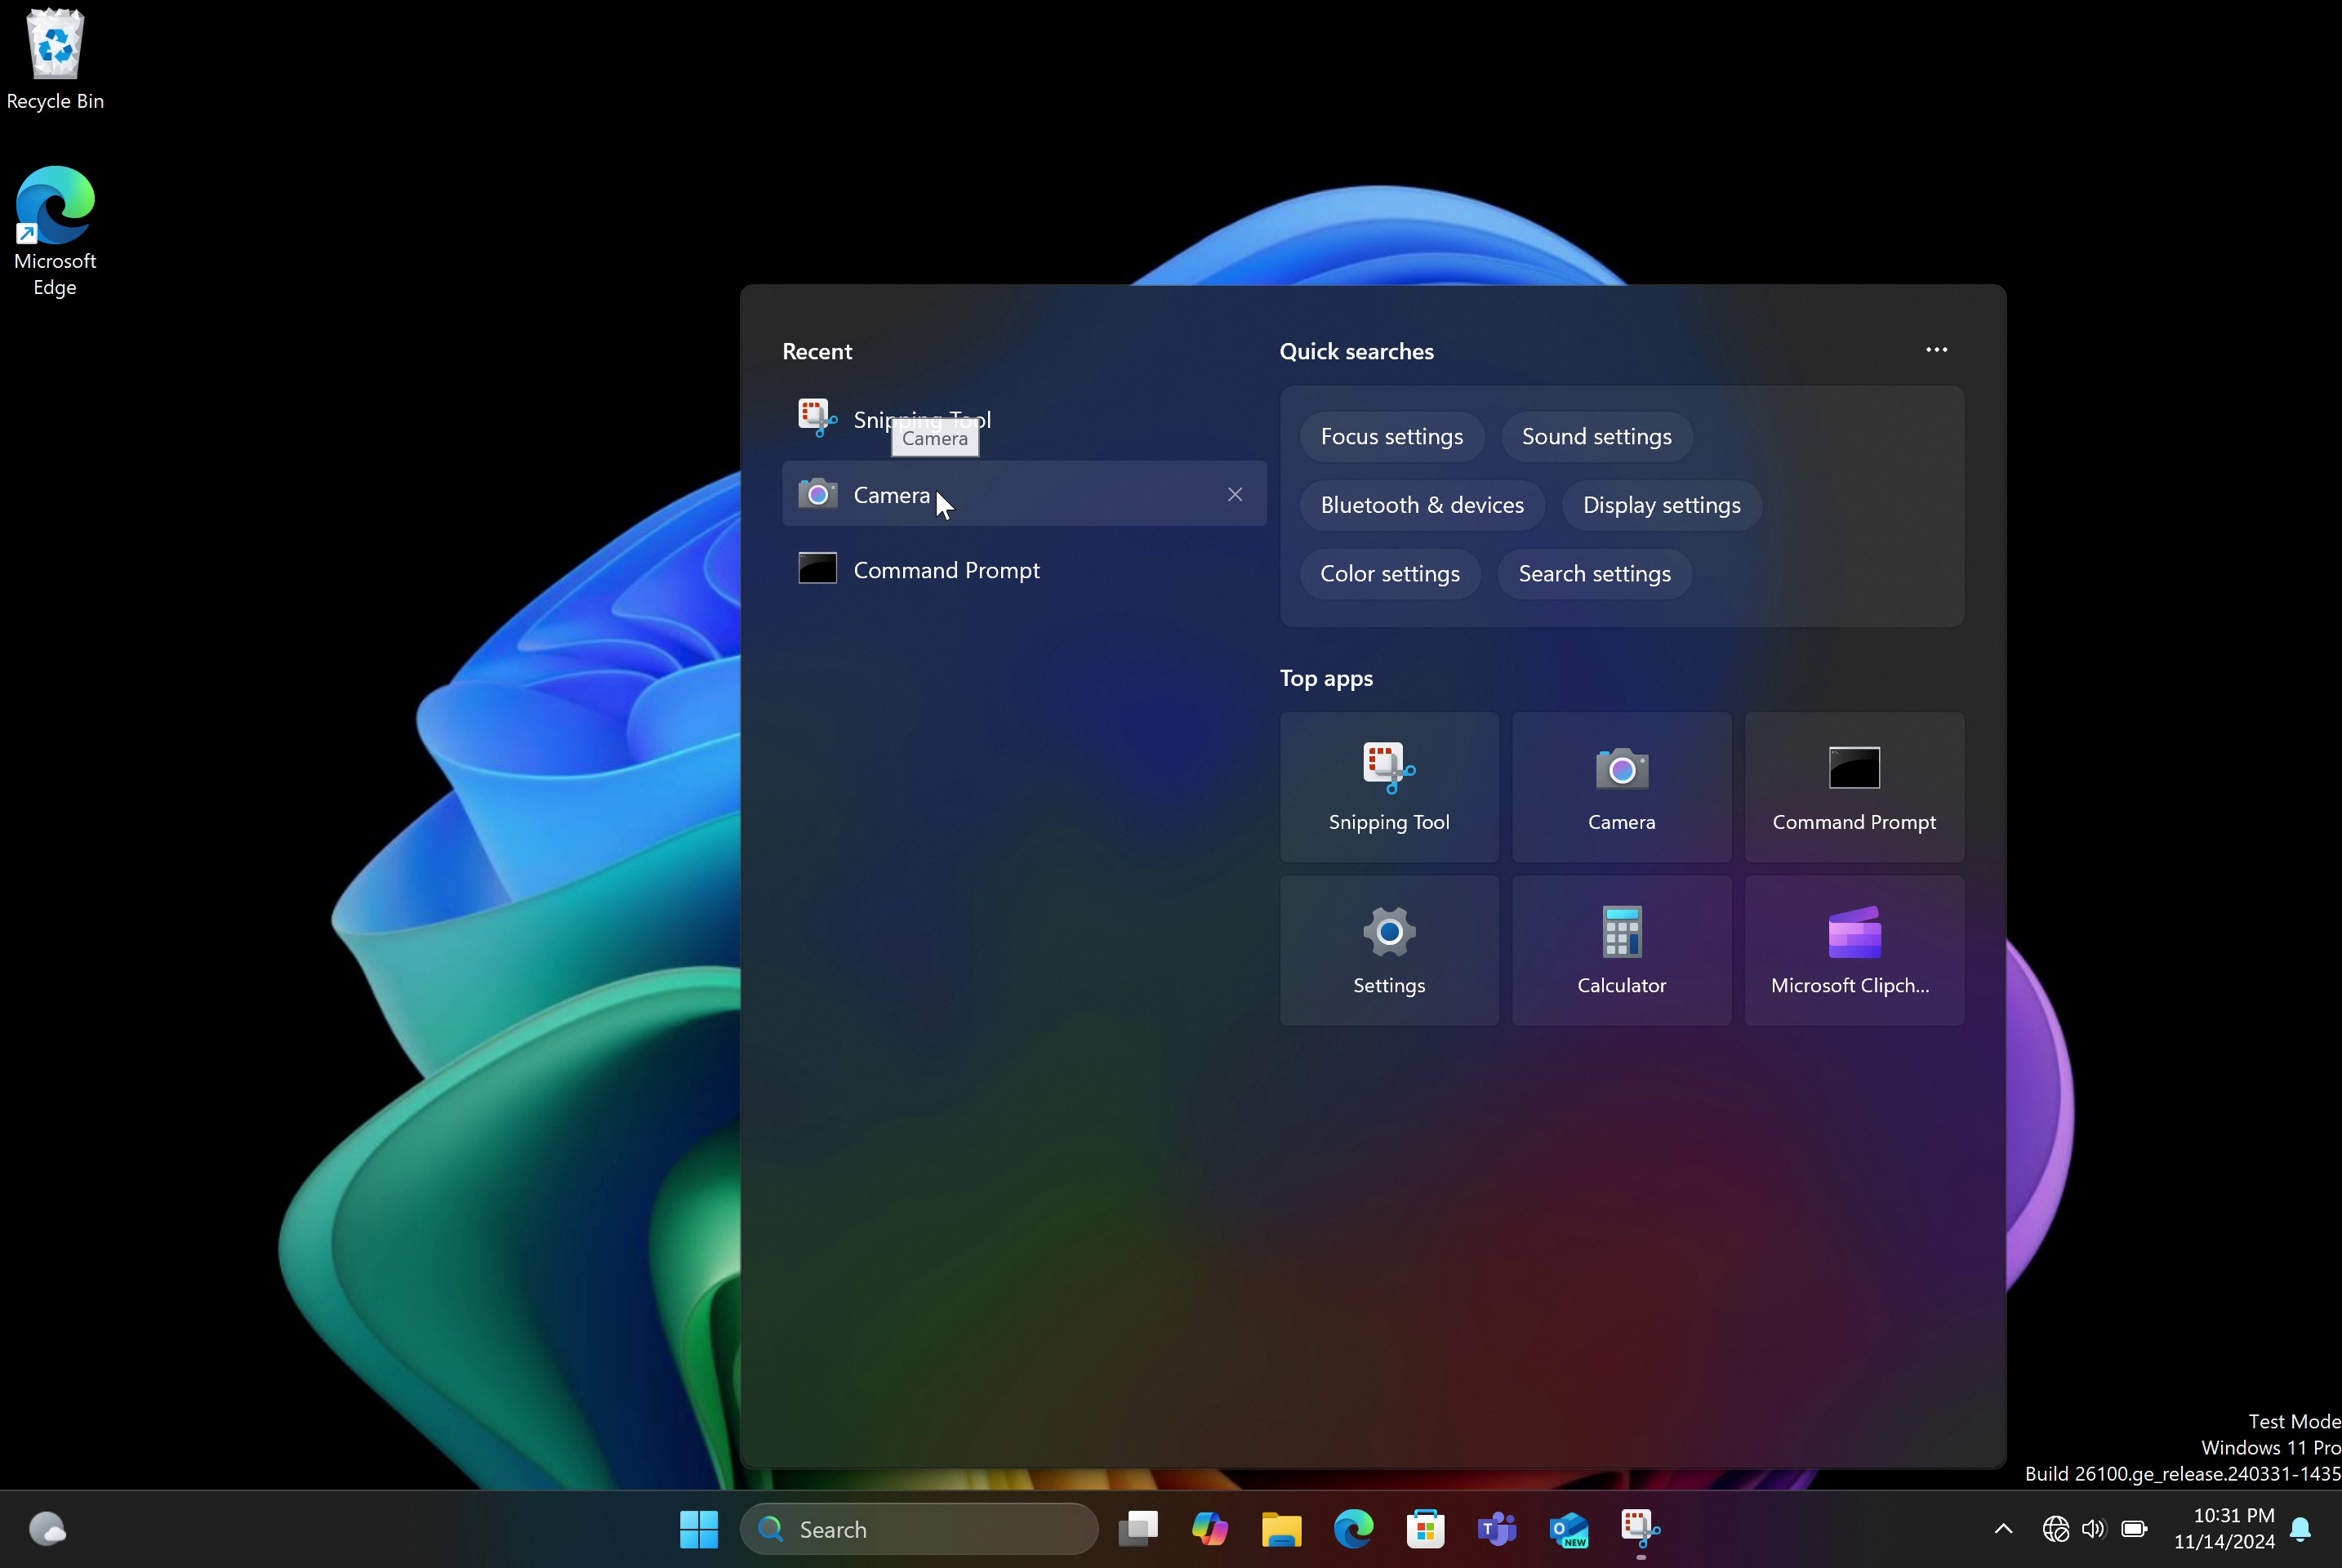 Recycle Bin
Microsoft
Edge
Recent
Snipping Tool
Camera
Camera
Command Prompt
Quick searches
Focus settings
Sound settings
Bluetooth & devices
Display settings
Color settings
Search settings
Top apps
Snipping Tool
Camera
Command Prompt
Settings
Calculator
Microsoft Clipch...
Test Mode
Windows 11 Pro
Build 26100.ge_release.240331-1435
Search
NEW
10:31 PM
11/14/2024